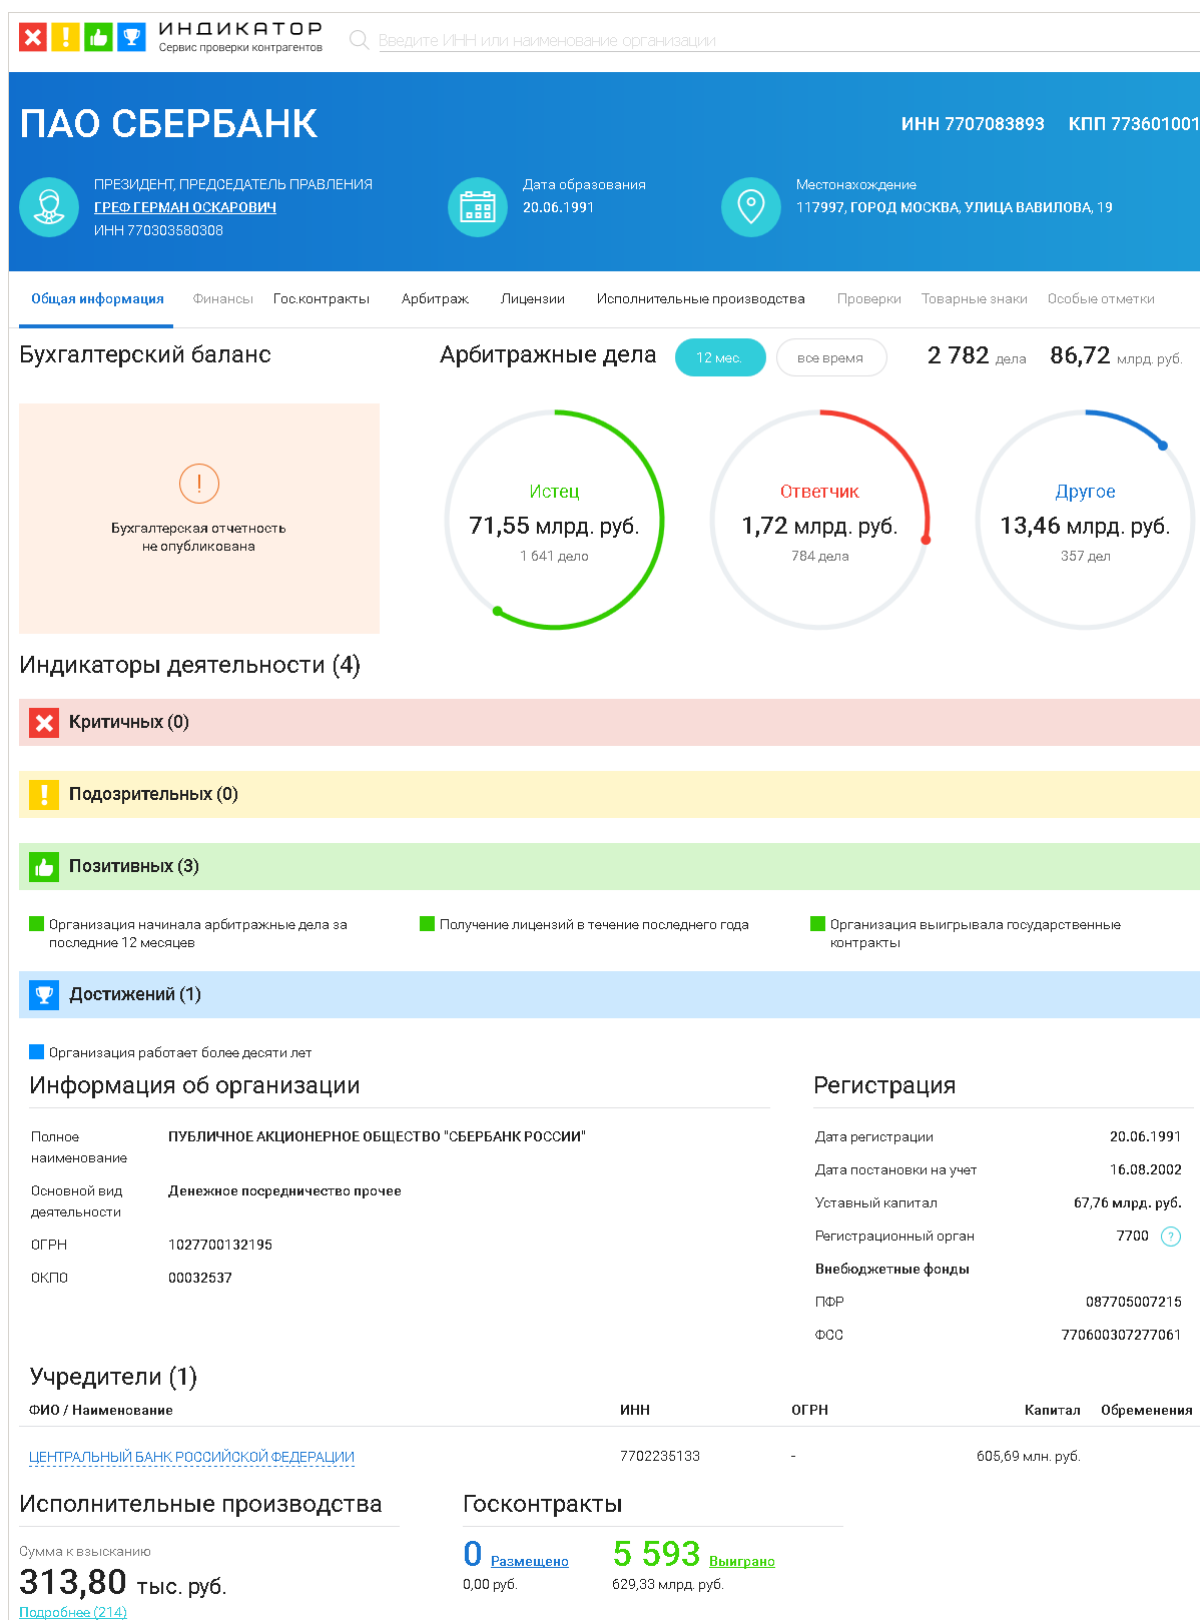 ИНДИКАТОР
Сервис проверки контрагентов
Введите ИНН или наименование организации
ПАО СБЕРБАНК
ИНН 7707083893 КПП 773601001
ПРЕЗИДЕНТ, ПРЕДСЕДАТЕЛЬ ПРАВЛЕНИЯ
ГРЕФ ГЕРМАН ОСКАРОВИЧ
ИНН 770303580308
Дата образования
20.06.1991
Местонахождение
117997, ГОРОД МОСКВА, УЛИЦА ВАВИЛОВА, 19
Общая информация Финансы Гос.контракты Арбитраж Лицензии Исполнительные производства Проверки Товарные знаки Особые отметки
Бухгалтерский баланс
Бухгалтерская отчетность
не опубликована
Арбитражные дела 12 мес. все время 2 782 дела 86,72 млрд. руб.
Истец
71,55 млрд. руб.
1 641 дело
Ответчик
1,72 млрд. руб.
784 дела
Другое
13,46 млрд. руб.
357 дел
Индикаторы деятельности (4)
Критичных (0)
Подозрительных (0)
Позитивных (3)
Организация начинала арбитражные дела за
последние 12 месяцев
Получение лицензий в течение последнего года
Организация выигрывала государственные
контракты
Достижений (1)
Организация работает более десяти лет
Информация об организации
Полное
наименование
ПУБЛИЧНОЕ АКЦИОНЕРНОЕ ОБЩЕСТВО "СБЕРБАНК РОССИИ"
Основной вид
деятельности
Денежное посредничество прочее
ОГРН 1027700132195
ОКПО 00032537
Регистрация
Дата регистрации 20.06.1991
Дата постановки на учет 16.08.2002
Уставный капитал 67,76 млрд. руб.
Регистрационный орган 7700 ?
Внебюджетные фонды
ПФР 087705007215
ФСС 770600307277061
Учредители (1)
ФИО / Наименование ИНН ОГРН Капитал Обременения
ЦЕНТРАЛЬНЫЙ БАНК РОССИЙСКОЙ ФЕДЕРАЦИИ 7702235133 - 605,69 млн. руб.
Исполнительные производства
Сумма к взысканию
313,80 тыс. руб.
Подробнее (214)
Госконтракты
0 Размещено 5 593 Выиграно
0,00 руб. 629,33 млрд. руб.